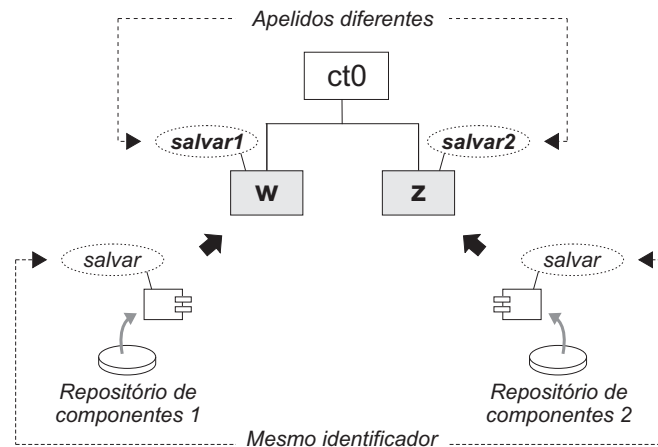 Apelidos diferentes
ct0
salvar1
salvar2
w
z
salvar
salvar
Repositório de
componentes 1
Repositório de
componentes 2
Mesmo identificador